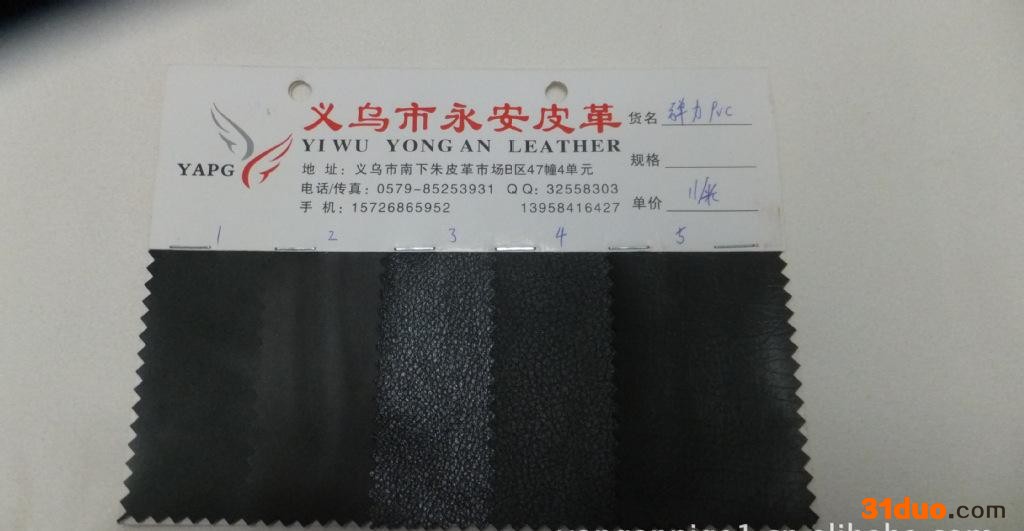 义乌市永安皮革
YI WU YONG AN LEATHER
YAPG
地 址：义乌市南下朱皮革市场B区47幢4单元
电话/传真：0579-85253931 QQ：32558303
手 机：15726865952 13958416427
货名 弹力PVC
规格
单价 11/米
1 2 3 4 5
31duo.com